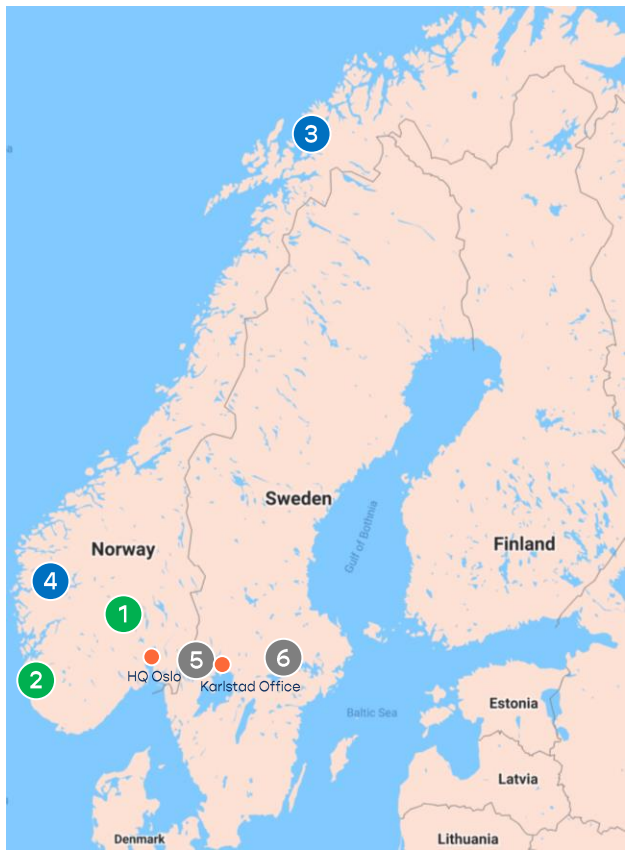 3
Sweden
Gulf of Bothnia
Norway
Finland
4
1
5
6
HQ Oslo
Karlstad Office
2
Estonia
Baltic Sea
Latvia
Denmark
Lithuania